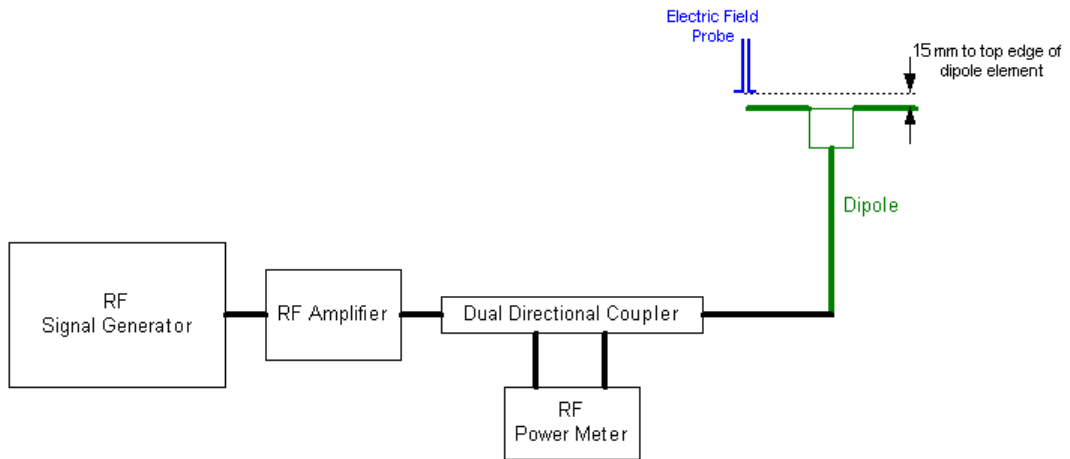 Electric Field
Probe
15 mm to top edge of
dipole element
Dipole
RF
Signal Generator
RF Amplifier
Dual Directional Coupler
RF
Power Meter